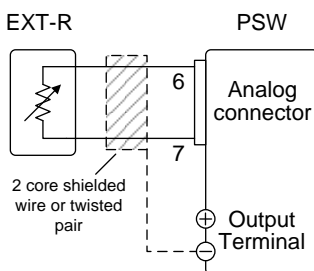 EXT-R
PSW
6
Analog
connector
7
2 core shielded
wire or twisted
pair
Output
Terminal